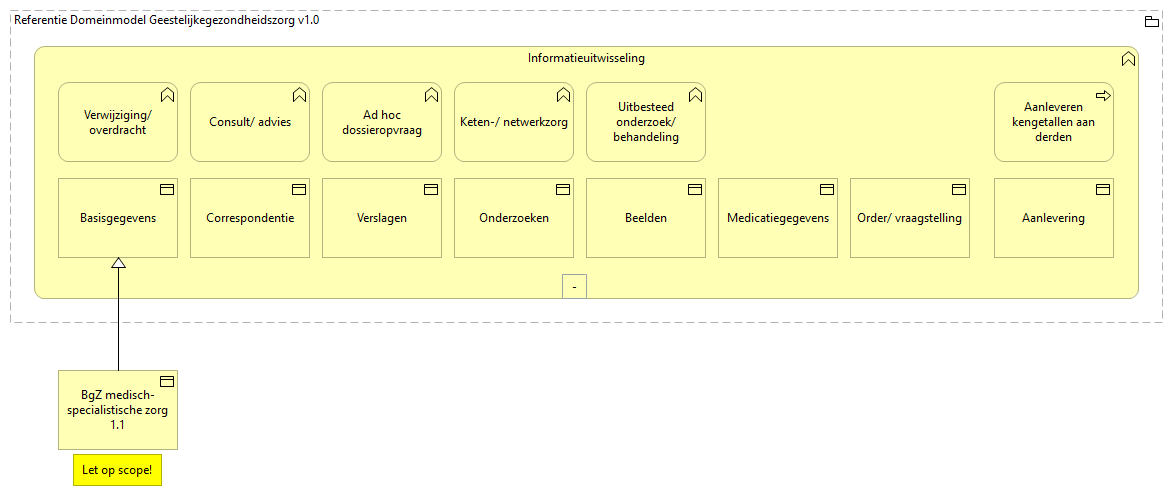 Referentie Domeinmodel Geestelijkegezondheidszorg v1.0
Informatieuitwisseling
Verwijziging/
overdracht
Consult/ advies
Ad hoc
dossieropvraag
Keten-/ netwerkzorg
Uitbesteed
onderzoek/
behandeling
Aanleveren
kengetallen aan
derden
Basisgegevens
Correspondentie
Verslagen
Onderzoeken
Beelden
Medicatiegegevens
Order/ vraagstelling
Aanlevering
-
BgZ medisch-
specialistische zorg
1.1
Let op scope!